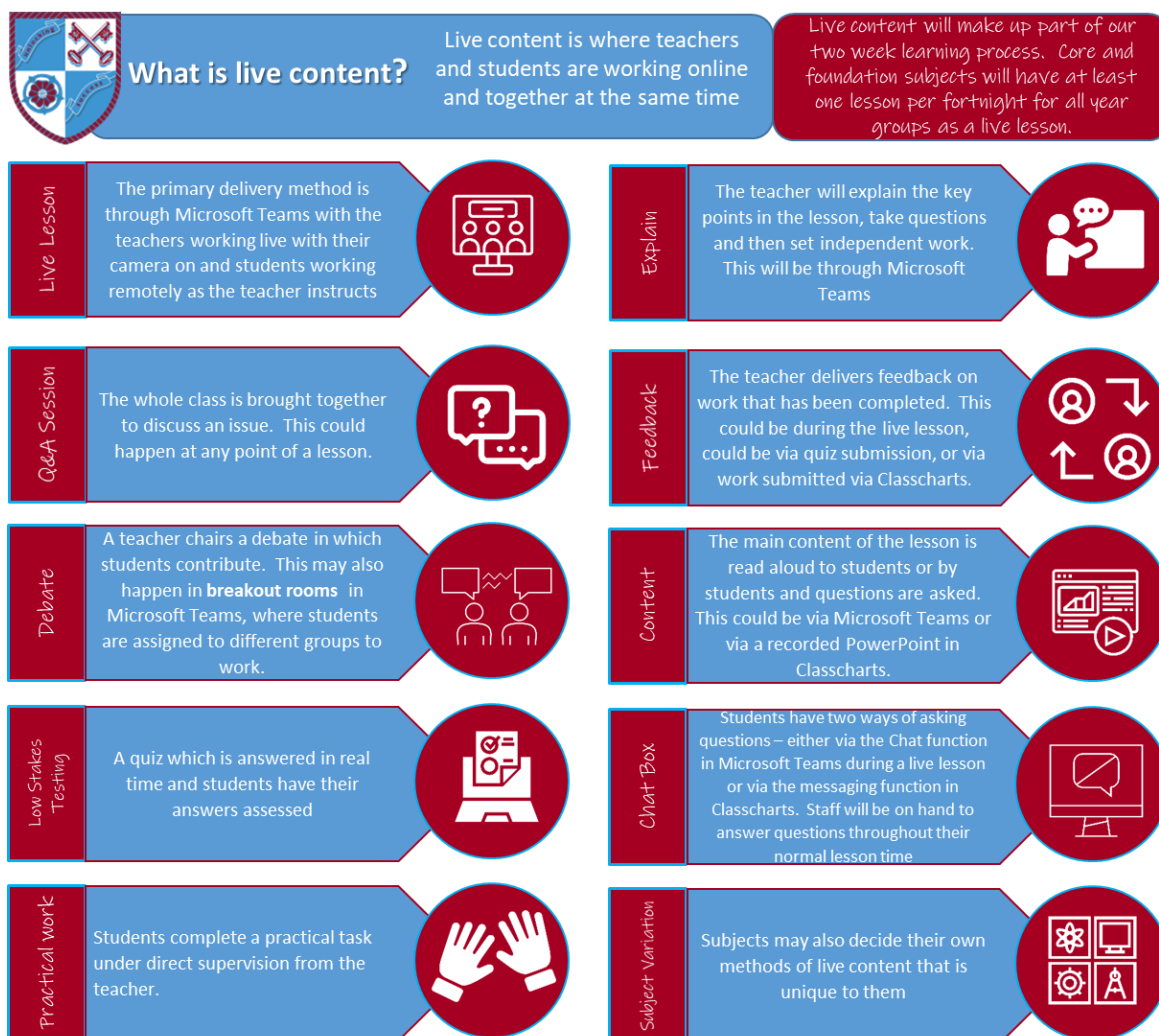 What is live content?
Live content is where teachers
and students are working online
and together at the same time
Live content will make up part of our
two week learning process.  Core and
foundation subjects will have at least
one lesson per fortnight for all year
groups as a live lesson.
Live Lesson
The primary delivery method is
through Microsoft Teams with the
teachers working live with their
camera on and students working
remotely as the teacher instructs
Explain
The teacher will explain the key
points in the lesson, take questions
and then set independent work.
This will be through Microsoft
Teams
Q&A Session
The whole class is brought together
to discuss an issue.  This could
happen at any point of a lesson.
Feedback
The teacher delivers feedback on
work that has been completed.  This
could be during the live lesson,
could be via quiz submission, or via
work submitted via Classcharts.
Debate
A teacher chairs a debate in which
students contribute.  This may also
happen in breakout rooms  in
Microsoft Teams, where students
are assigned to different groups to
work.
Content
The main content of the lesson is
read aloud to students or by
students and questions are asked.
This could be via Microsoft Teams or
via a recorded PowerPoint in
Classcharts.
Low Stakes
Testing
A quiz which is answered in real
time and students have their
answers assessed
Chat Box
Students have two ways of asking
questions – either via the Chat function
in Microsoft Teams during a live lesson
or via the messaging function in
Classcharts.  Staff will be on hand to
answer questions throughout their
normal lesson time
Practical work
Students complete a practical task
under direct supervision from the
teacher.
Subject Variation
Subjects may also decide their own
methods of live content that is
unique to them